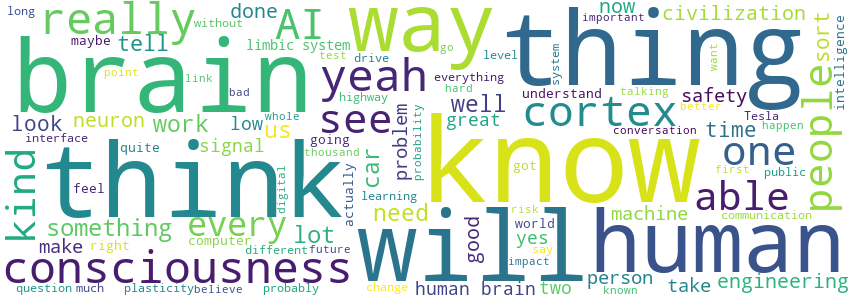 long
really
without
AI
way
thing
important
now
civilization
maybe
tell
done
limbic system
drive
go
level
system
want
sort
intelligence
brain
point
link
bad
test
yeah
everything
hard
understand
talking
safety
better
people
look
neuron
work
low
whole
us
highway
see
well
great
cortex
Tesla
conversation
time
happen
interface
quite
signal
going
thousand
problem
probability
one
public
kind
think
feel
digital
actually
car
learning
know
got
first
able
something
every
lot
need
risk
yes
say
world
machine
communication
make
right
computer
different
future
good
will
impact
human
person
consciousness
question
much
plasticity
believe
probably
change
human brain
two
known
take
engineering